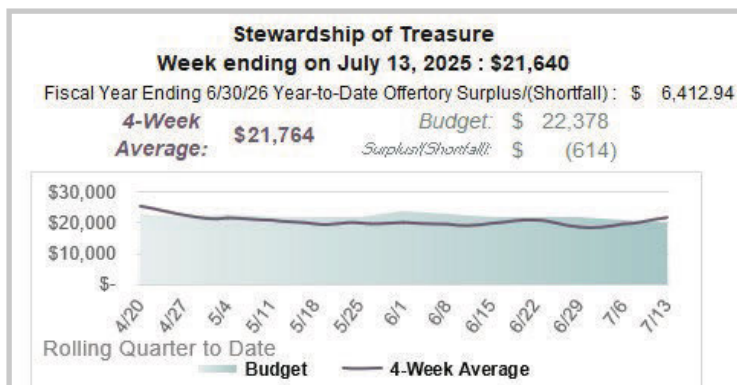 Stewardship of Treasure
Week ending on July 13, 2025 : $21,640
Fiscal Year Ending 6/30/26 Year-to-Date Offertory Surplus/(Shortfall) : $ 6,412.94
4-Week Average: $21,764
Budget: $ 22,378
Surplus/(Shortfall): $ (614)
$30,000
$20,000
$10,000
$-
4/20 4/27 5/4 5/11 5/18 5/25 6/1 6/8 6/15 6/22 6/29 7/6 7/13
Rolling Quarter to Date
Budget 4-Week Average